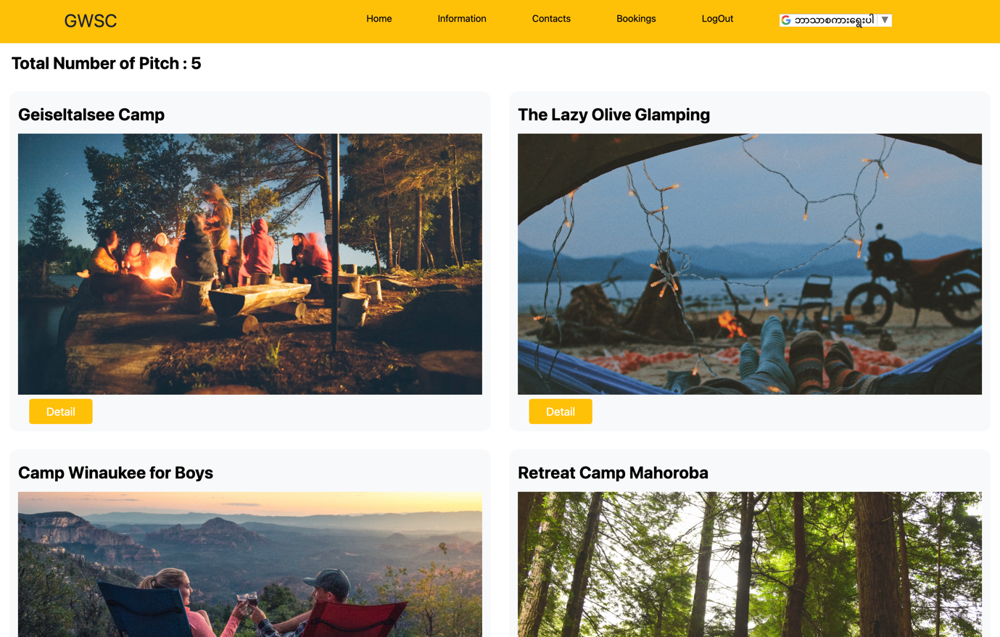 GWSC
Home
Information
Contacts
Bookings
LogOut
ဘာသာစကားရွေးပါ ▼
Total Number of Pitch : 5
Geiseltalsee Camp
The Lazy Olive Glamping
Detail
Detail
Camp Winaukee for Boys
Retreat Camp Mahoroba